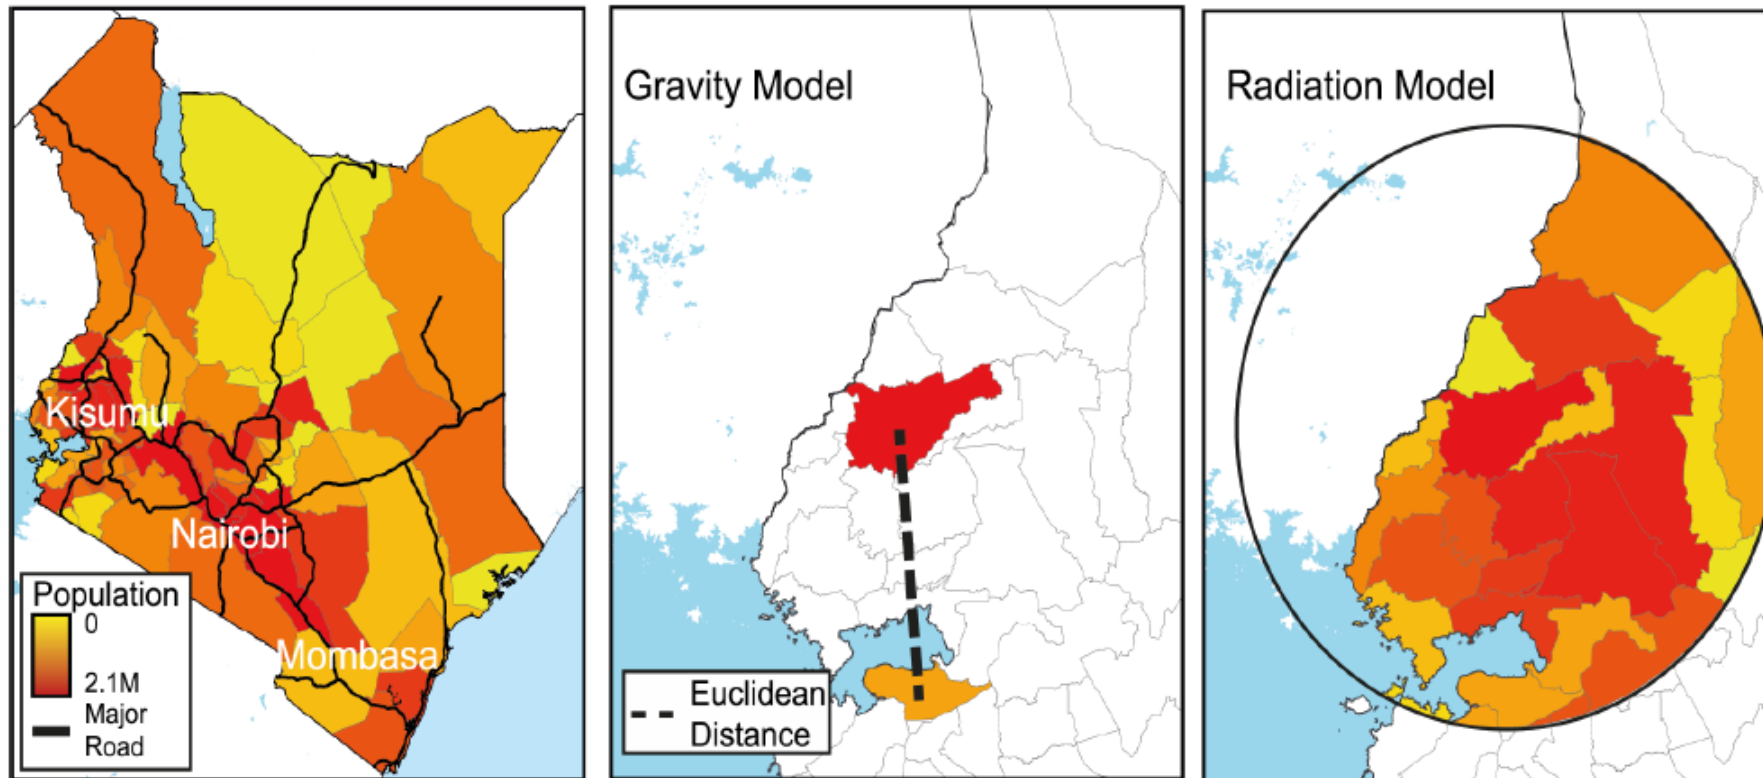 Kisumu
Nairobi
Mombasa
Population
0
2.1M
Major
Road
Gravity Model
Euclidean
Distance
Radiation Model